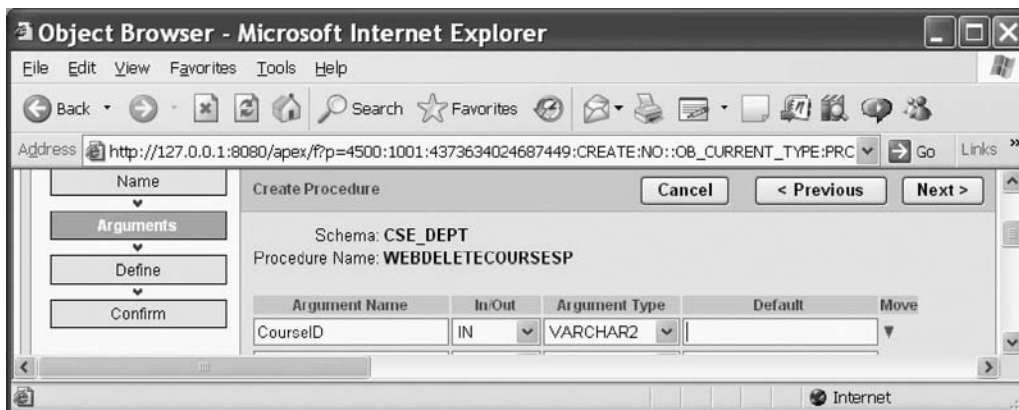 Object Browser - Microsoft Internet Explorer
File Edit View Favorites Tools Help
Back Search Favorites
Address http://127.0.0.1:8080/apex/f?p=4500:1001:4373634024687449:CREATE:NO::OB_CURRENT_TYPE:PRC Go Links »
Name
Create Procedure Cancel < Previous Next >
Arguments
Schema: CSE_DEPT
Procedure Name: WEBDELETECOURSESP
Define
Confirm
Argument Name In/Out Argument Type Default Move
CourseID IN VARCHAR2
Internet